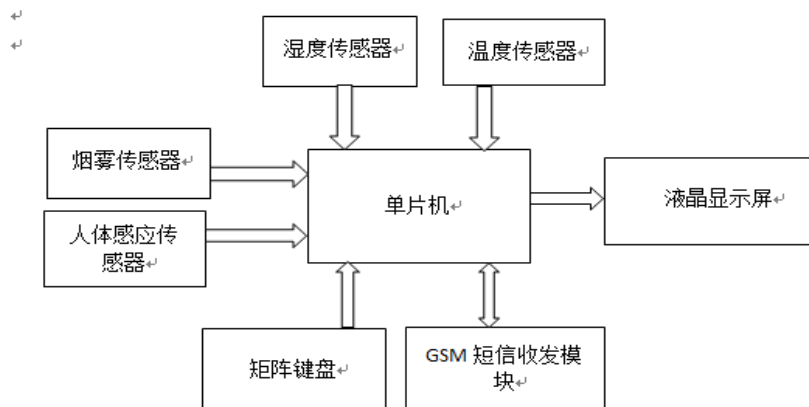 湿度传感器
温度传感器
烟雾传感器
单片机
液晶显示屏
人体感应传
感器
矩阵键盘
GSM 短信收发模
块